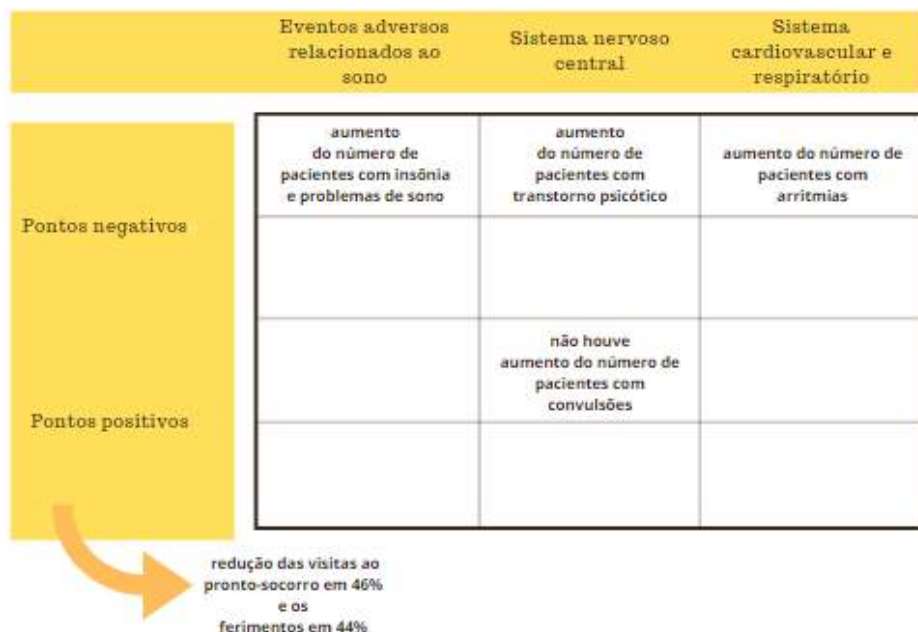 Eventos adversos
relacionados ao
sono
Sistema nervoso
central
Sistema
cardiovascular e
respiratório
Pontos negativos
aumento
do número de
pacientes com insônia
e problemas de sono
aumento
do número de
pacientes com
transtorno psicótico
aumento do número de
pacientes com
arritmias
Pontos positivos
não houve
aumento do número de
pacientes com
convulsões
redução das visitas ao
pronto-socorro em 46%
e os
ferimentos em 44%